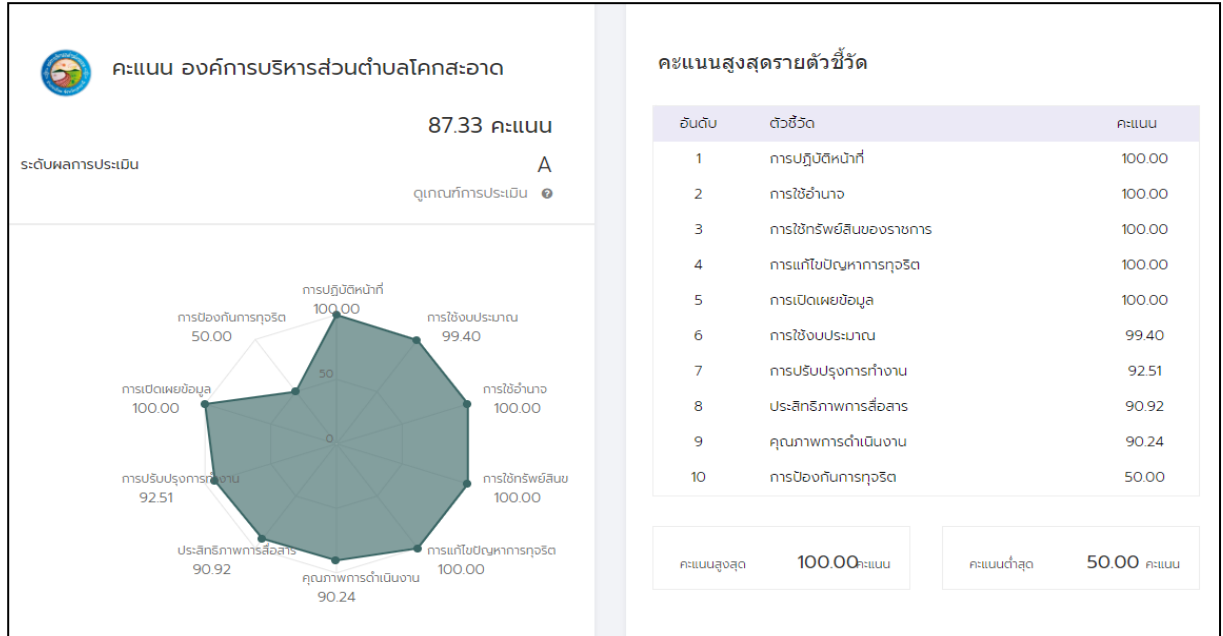 คะแนน องค์การบริหารส่วนตำบลโคกสะอาด
87.33 คะแนน
ระดับผลการประเมิน A
ดูเกณฑ์การประเมิน
การปฏิบัติหน้าที่
100.00
การป้องกันการทุจริต
50.00
การใช้งบประมาณ
99.40
50
การเปิดเผยข้อมูล
100.00
การใช้อำนาจ
100.00
0
การปรับปรุงการทำงาน
92.51
การใช้ทรัพย์สินข
100.00
ประสิทธิภาพการสื่อสาร
90.92
การแก้ไขปัญหาการทุจริต
100.00
คุณภาพการดำเนินงาน
90.24
คะแนนสูงสุดรายตัวชี้วัด
อันดับ ตัวชี้วัด คะแนน
1 การปฏิบัติหน้าที่ 100.00
2 การใช้อำนาจ 100.00
3 การใช้ทรัพย์สินของราชการ 100.00
4 การแก้ไขปัญหาการทุจริต 100.00
5 การเปิดเผยข้อมูล 100.00
6 การใช้งบประมาณ 99.40
7 การปรับปรุงการทำงาน 92.51
8 ประสิทธิภาพการสื่อสาร 90.92
9 คุณภาพการดำเนินงาน 90.24
10 การป้องกันการทุจริต 50.00
คะแนนสูงสุด 100.00 คะแนน
คะแนนต่ำสุด 50.00 คะแนน